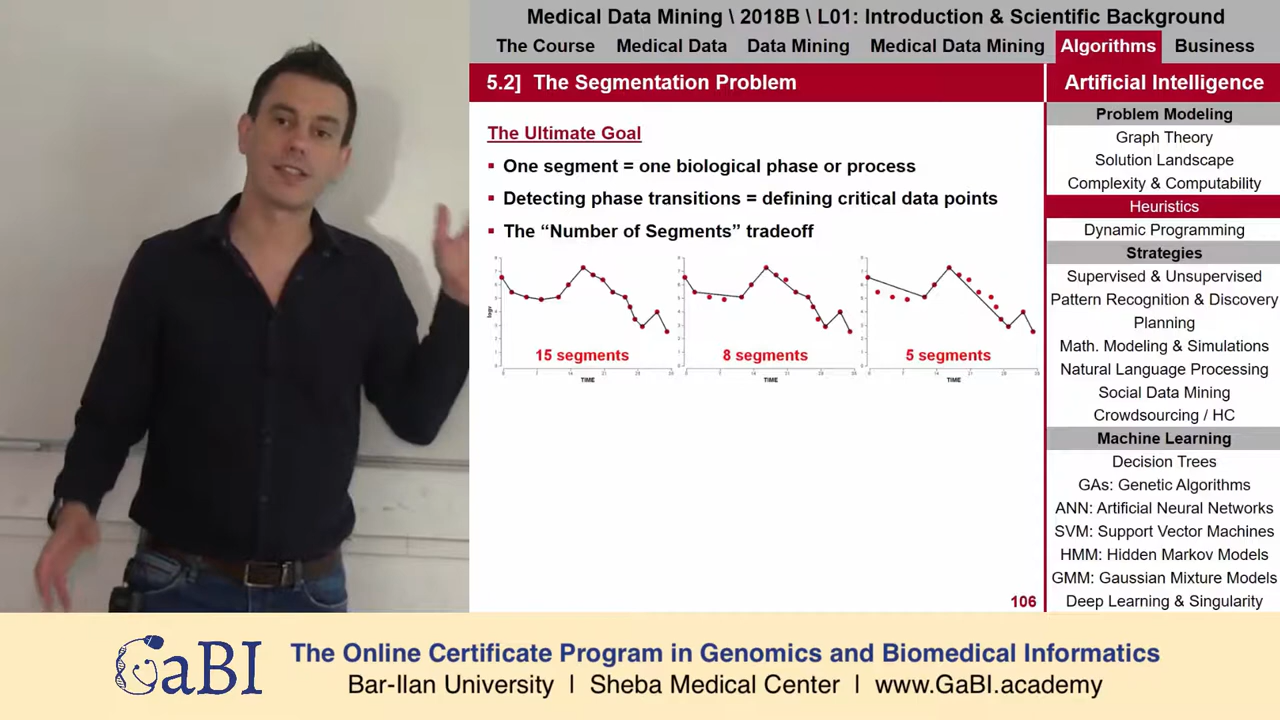 Medical Data Mining \ 2018B \ L01: Introduction & Scientific Background
The Course Medical Data Data Mining Medical Data Mining Algorithms Business
5.2] The Segmentation Problem
The Ultimate Goal
▪ One segment = one biological phase or process
▪ Detecting phase transitions = defining critical data points
▪ The “Number of Segments” tradeoff
15 segments
TIME
8 segments
TIME
5 segments
TIME
106
Artificial Intelligence
Problem Modeling
Graph Theory
Solution Landscape
Complexity & Computability
Heuristics
Dynamic Programming
Strategies
Supervised & Unsupervised
Pattern Recognition & Discovery
Planning
Math. Modeling & Simulations
Natural Language Processing
Social Data Mining
Crowdsourcing / HC
Machine Learning
Decision Trees
GAs: Genetic Algorithms
ANN: Artificial Neural Networks
SVM: Support Vector Machines
HMM: Hidden Markov Models
GMM: Gaussian Mixture Models
Deep Learning & Singularity
GaBI
The Online Certificate Program in Genomics and Biomedical Informatics
Bar-Ilan University | Sheba Medical Center | www.GaBI.academy